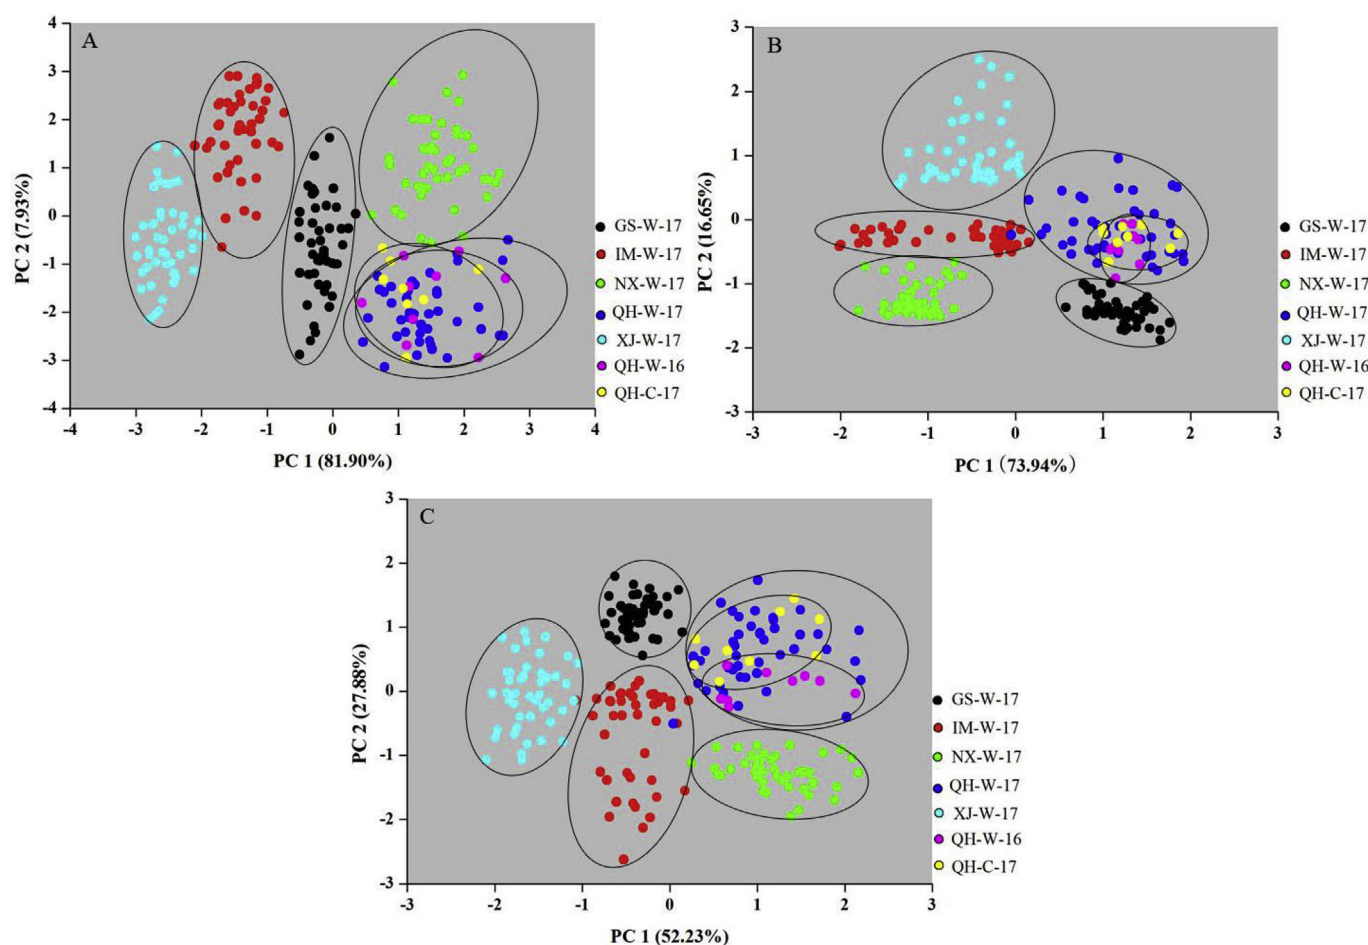 A
4
3
2
1
0
-1
-2
-3
-4
PC 2 (7.93%)
-4 -3 -2 -1 0 1 2 3 4
PC 1 (81.90%)
GS-W-17
IM-W-17
NX-W-17
QH-W-17
XJ-W-17
QH-W-16
QH-C-17
B
3
2
1
0
-1
-2
-3
PC 2 (16.65%)
-3 -2 -1 0 1 2 3
PC 1 (73.94%)
GS-W-17
IM-W-17
NX-W-17
QH-W-17
XJ-W-17
QH-W-16
QH-C-17
C
3
2
1
0
-1
-2
-3
PC 2 (27.88%)
-3 -2 -1 0 1 2 3
PC 1 (52.23%)
GS-W-17
IM-W-17
NX-W-17
QH-W-17
XJ-W-17
QH-W-16
QH-C-17